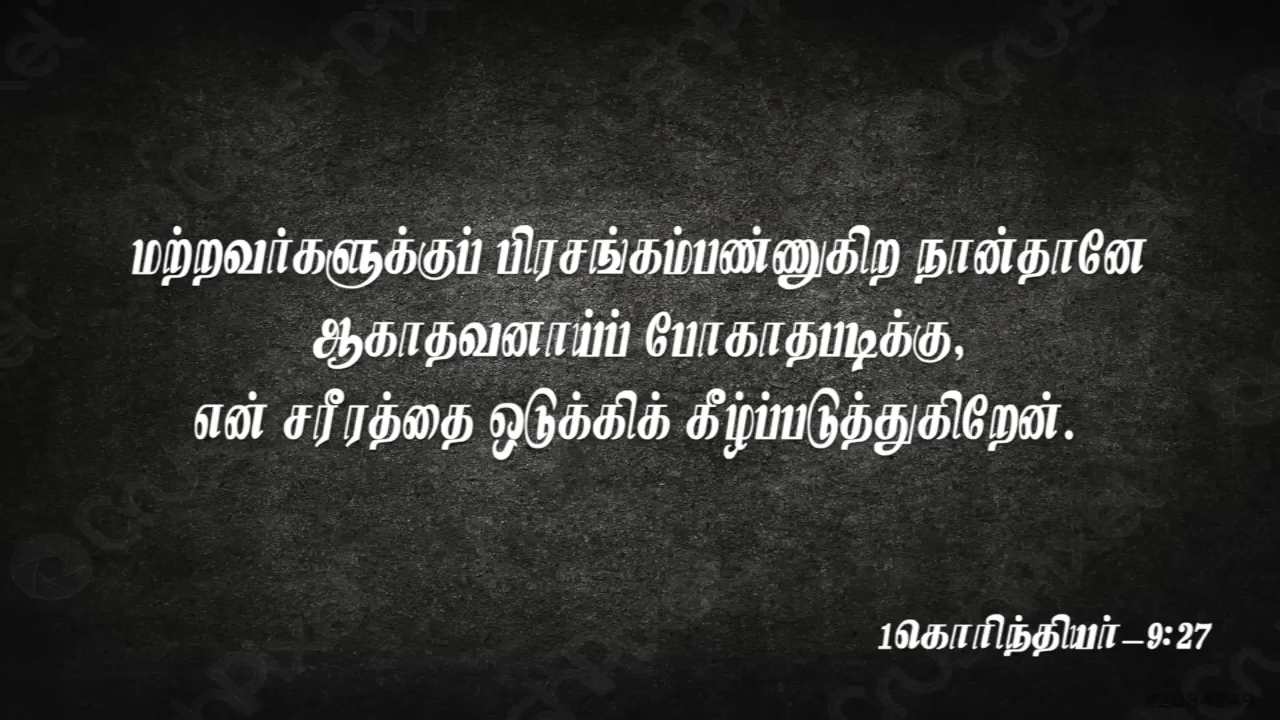 மற்றவர்களுக்குப் பிரசங்கம்பண்ணுகிற நான்தானே
ஆகாதவனாய்ப் போகாதபடிக்கு,
என் சரீரத்தை ஒடுக்கிக் கீழ்ப்படுத்துகிறேன்.
1கொரிந்தியர்–9:27